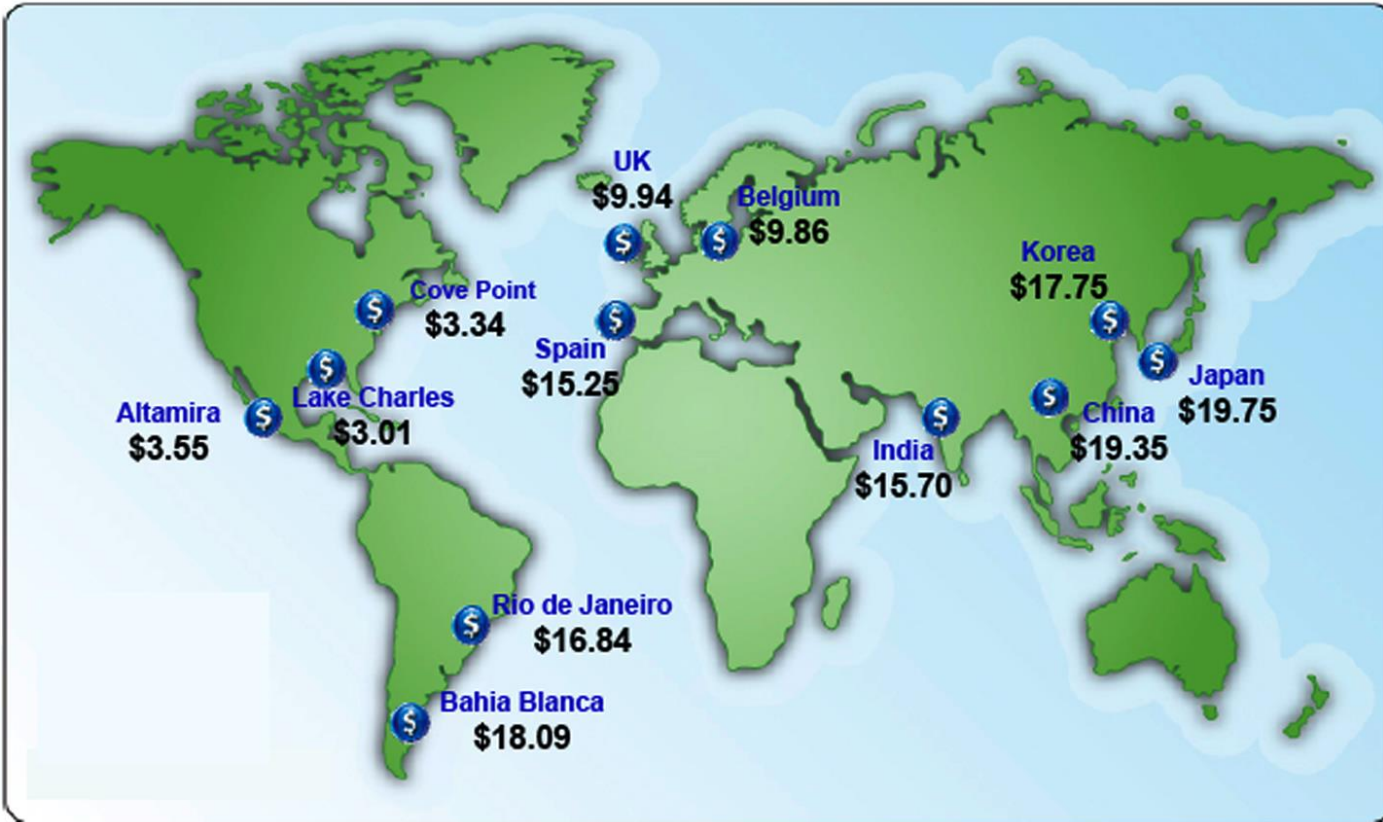 UK
$9.94
Belgium
$9.86
Korea
$17.75
Cove Point
$3.34
Spain
$15.25
Japan
$19.75
Lake Charles
$3.01
Altamira
$3.55
China
$19.35
India
$15.70
Rio de Janeiro
$16.84
Bahia Blanca
$18.09